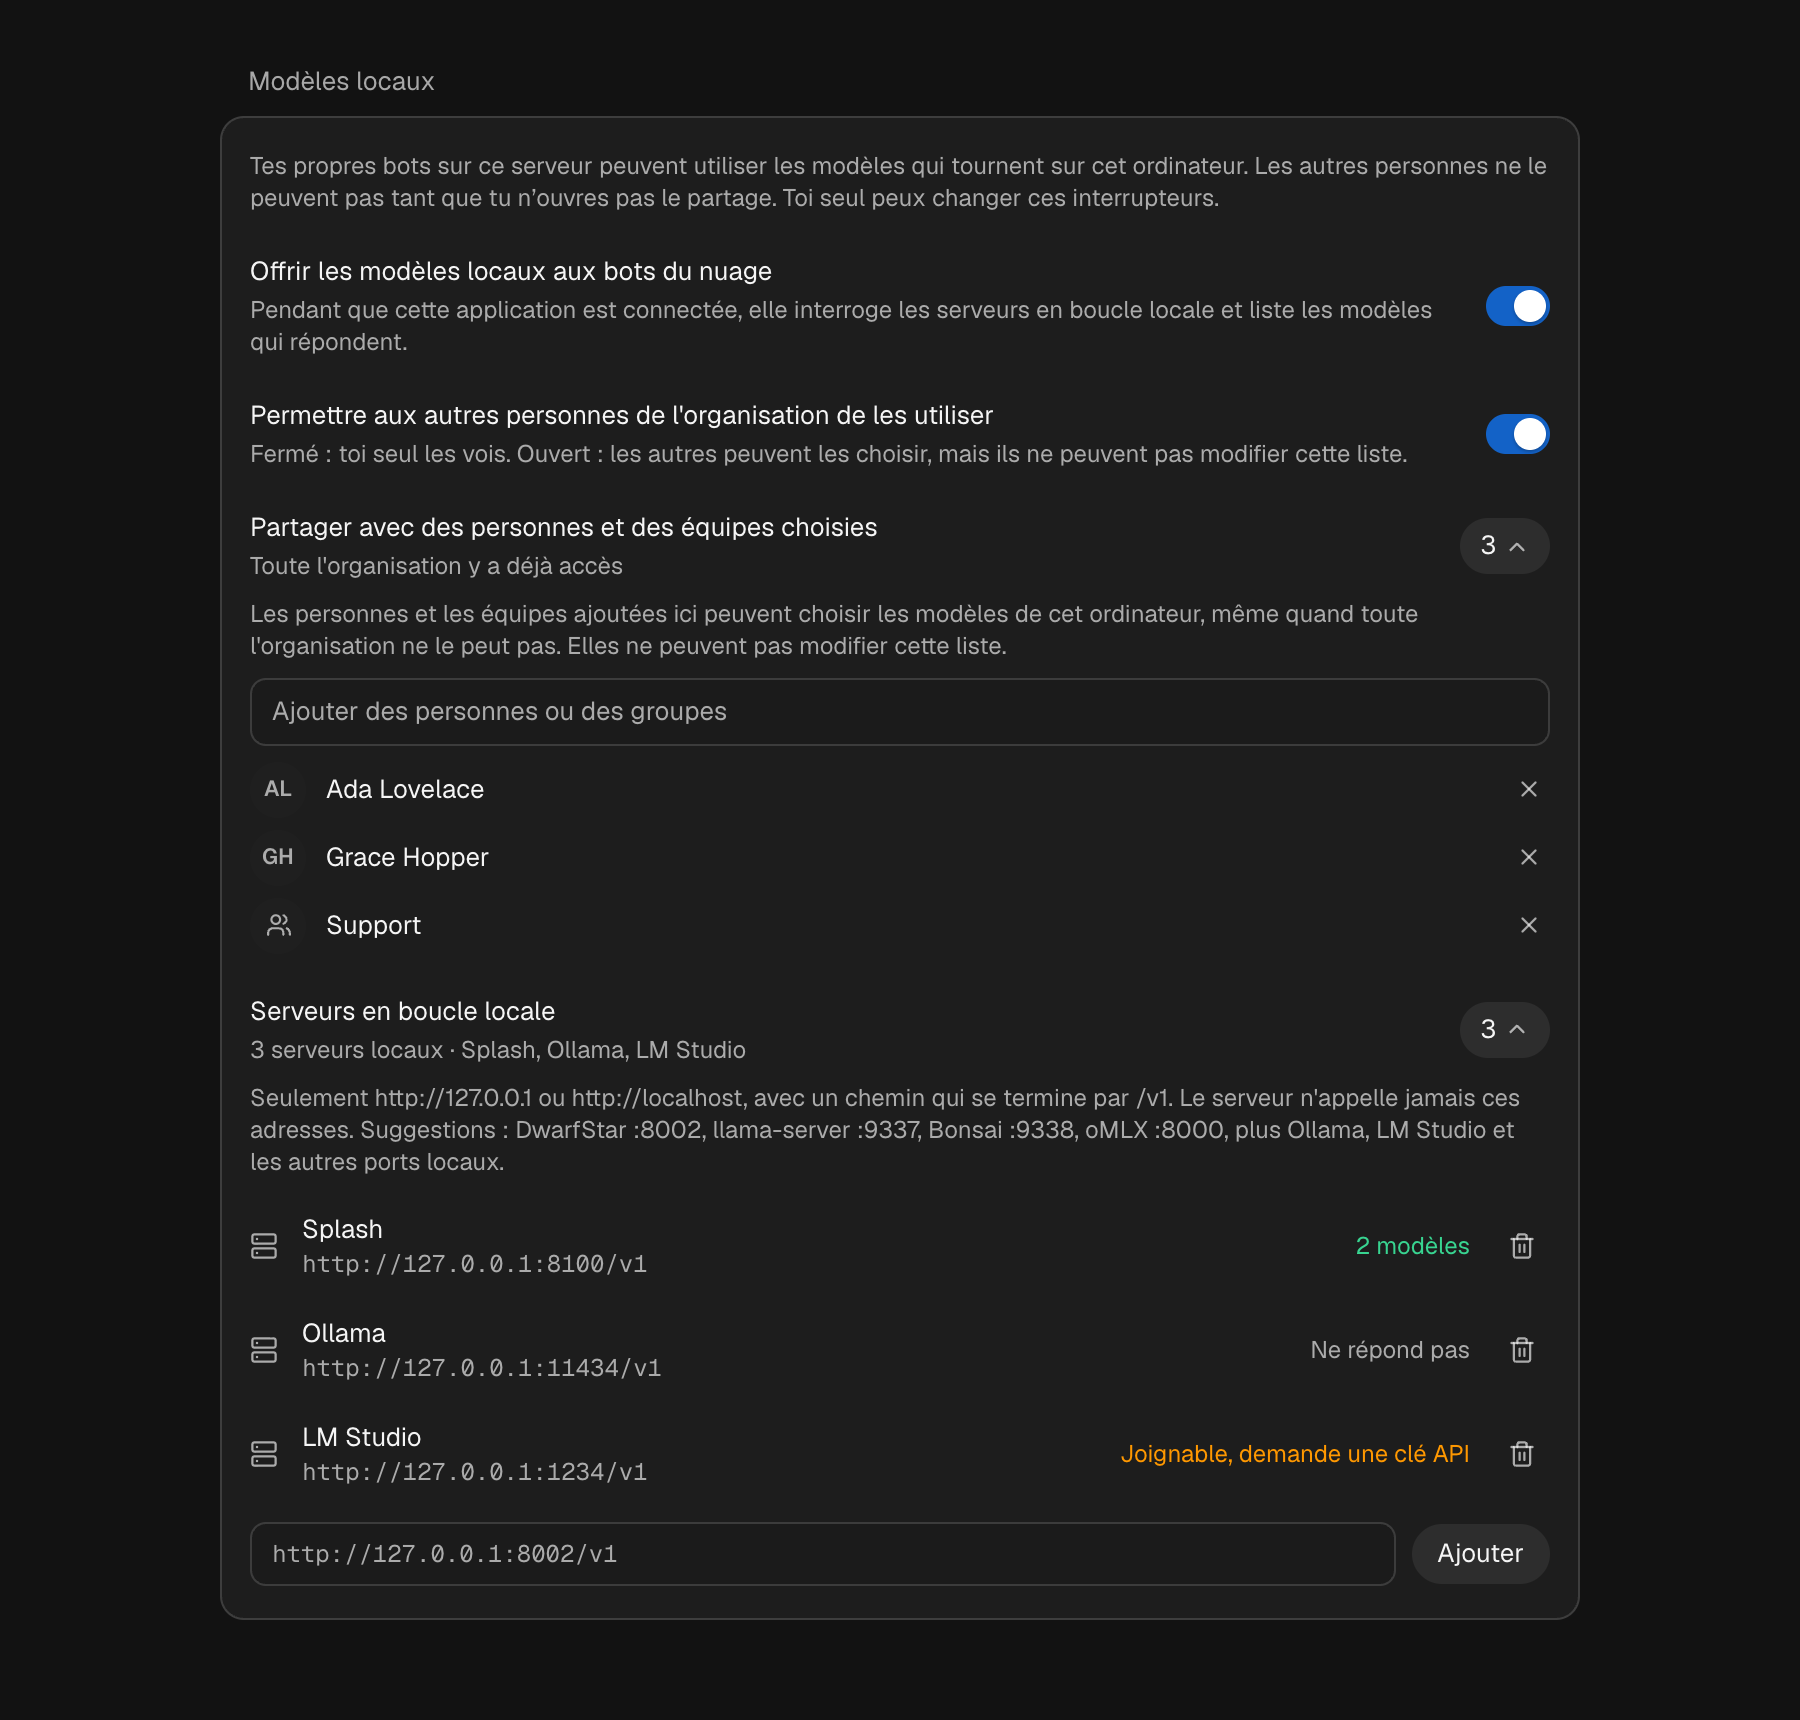 Modèles locaux
Tes propres bots sur ce serveur peuvent utiliser les modèles qui tournent sur cet ordinateur. Les autres personnes ne le
peuvent pas tant que tu n’ouvres pas le partage. Toi seul peux changer ces interrupteurs.
Offrir les modèles locaux aux bots du nuage
Pendant que cette application est connectée, elle interroge les serveurs en boucle locale et liste les modèles
qui répondent.
Permettre aux autres personnes de l'organisation de les utiliser
Fermé : toi seul les vois. Ouvert : les autres peuvent les choisir, mais ils ne peuvent pas modifier cette liste.
Partager avec des personnes et des équipes choisies
3
Toute l'organisation y a déjà accès
Les personnes et les équipes ajoutées ici peuvent choisir les modèles de cet ordinateur, même quand toute
l'organisation ne le peut pas. Elles ne peuvent pas modifier cette liste.
Ajouter des personnes ou des groupes
AL Ada Lovelace
GH Grace Hopper
Support
Serveurs en boucle locale
3
3 serveurs locaux · Splash, Ollama, LM Studio
Seulement http://127.0.0.1 ou http://localhost, avec un chemin qui se termine par /v1. Le serveur n'appelle jamais ces
adresses. Suggestions : DwarfStar :8002, llama-server :9337, Bonsai :9338, oMLX :8000, plus Ollama, LM Studio et
les autres ports locaux.
Splash
http://127.0.0.1:8100/v1
2 modèles
Ollama
http://127.0.0.1:11434/v1
Ne répond pas
LM Studio
http://127.0.0.1:1234/v1
Joignable, demande une clé API
http://127.0.0.1:8002/v1
Ajouter